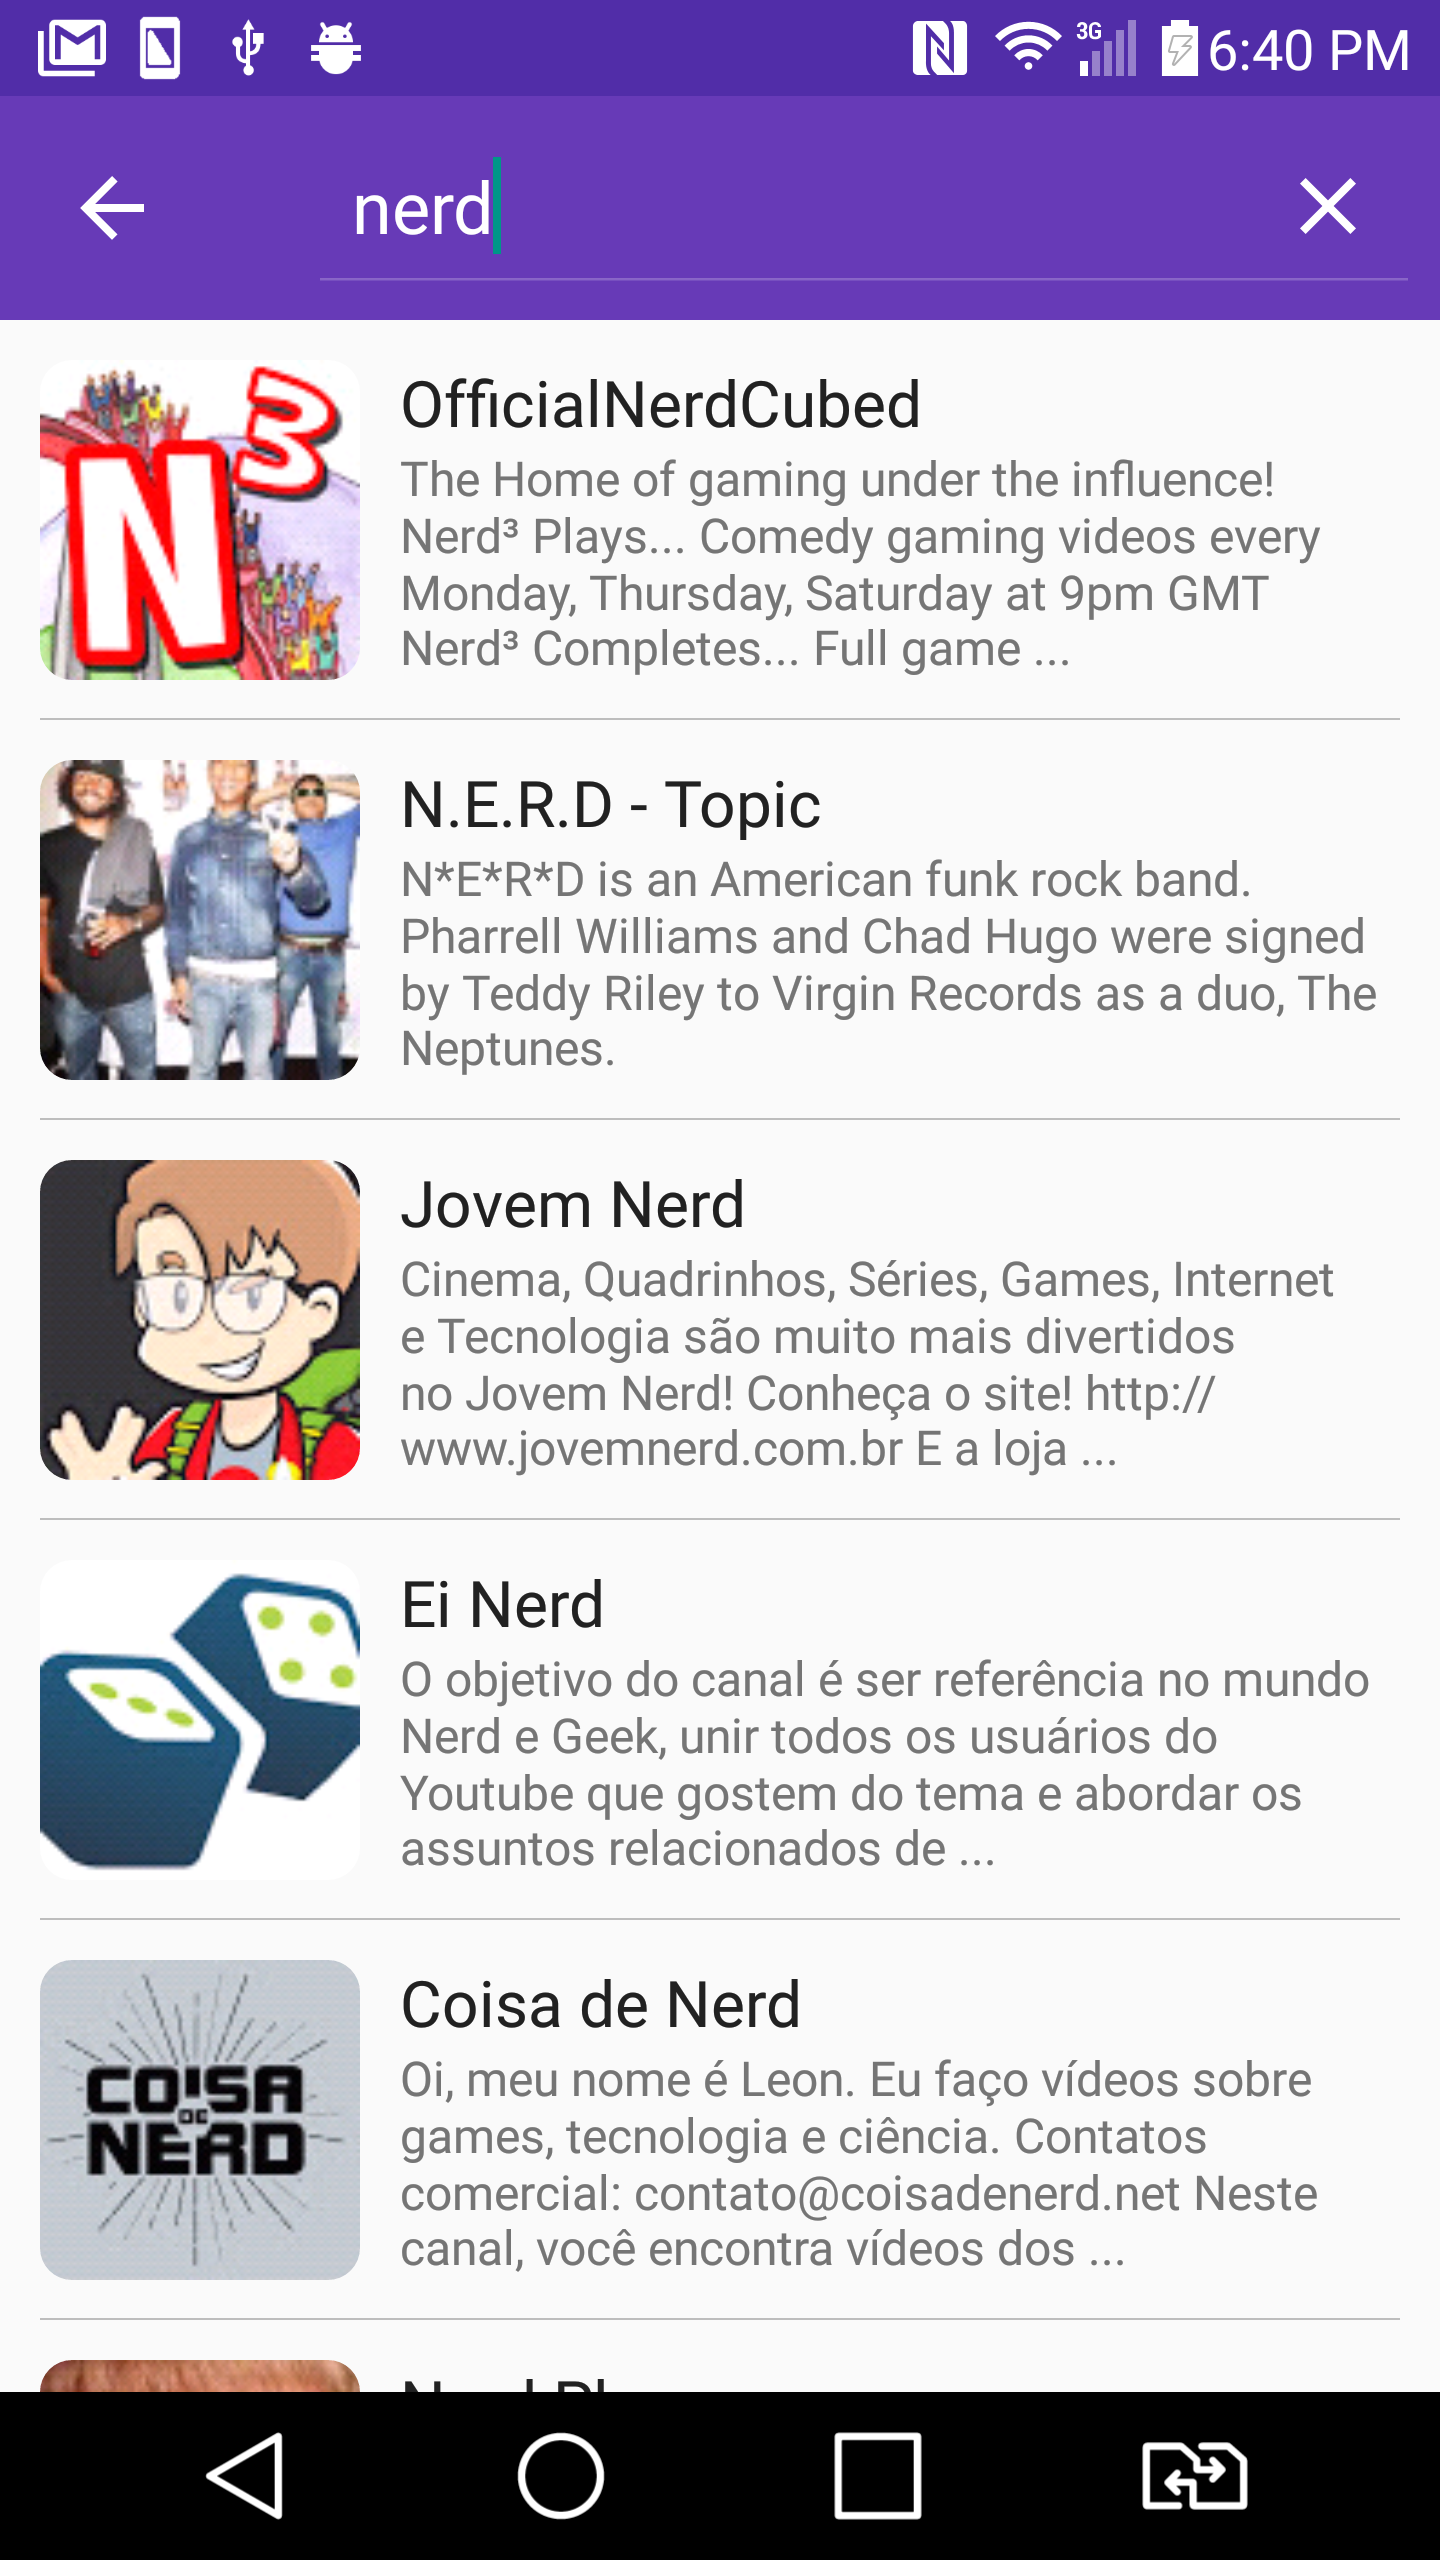 3G 6:40 PM
nerd
N3
OfficialNerdCubed
The Home of gaming under the influence!
Nerd³ Plays... Comedy gaming videos every
Monday, Thursday, Saturday at 9pm GMT
Nerd³ Completes... Full game ...
N.E.R.D - Topic
N*E*R*D is an American funk rock band.
Pharrell Williams and Chad Hugo were signed
by Teddy Riley to Virgin Records as a duo, The
Neptunes.
Jovem Nerd
Cinema, Quadrinhos, Séries, Games, Internet
e Tecnologia são muito mais divertidos
no Jovem Nerd! Conheça o site! http://
www.jovemnerd.com.br E a loja ...
Ei Nerd
O objetivo do canal é ser referência no mundo
Nerd e Geek, unir todos os usuários do
Youtube que gostem do tema e abordar os
assuntos relacionados de ...
COISA
DE
NERD
Coisa de Nerd
Oi, meu nome é Leon. Eu faço vídeos sobre
games, tecnologia e ciência. Contatos
comercial: contato@coisadenerd.net Neste
canal, você encontra vídeos dos ...